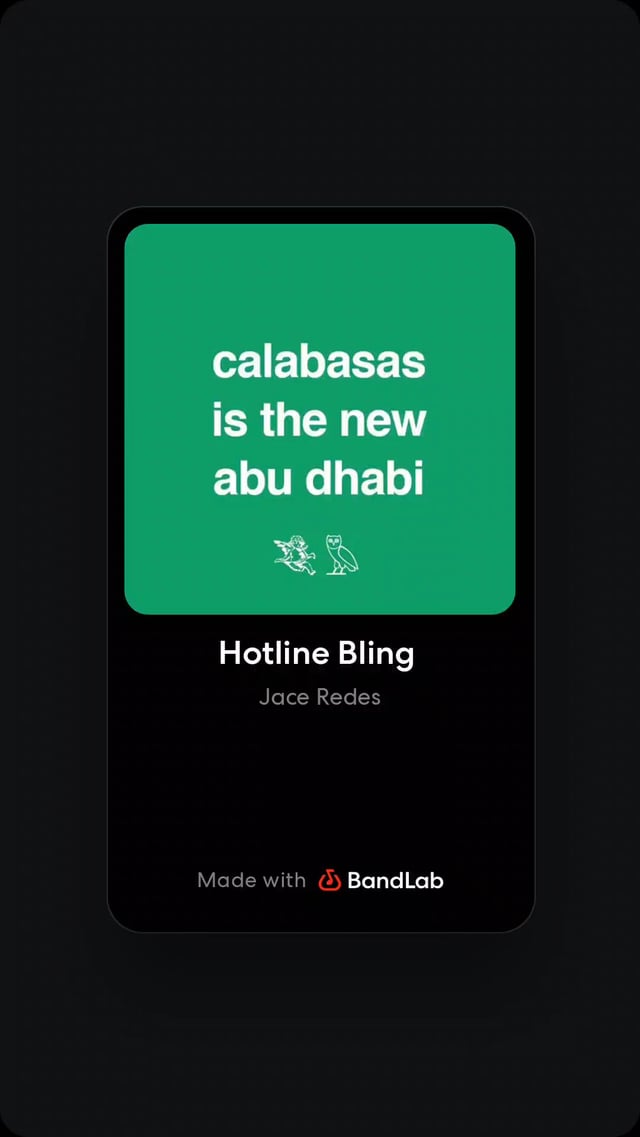 calabasas
is the new
abu dhabi
Hotline Bling
Jace Redes
Made with BandLab